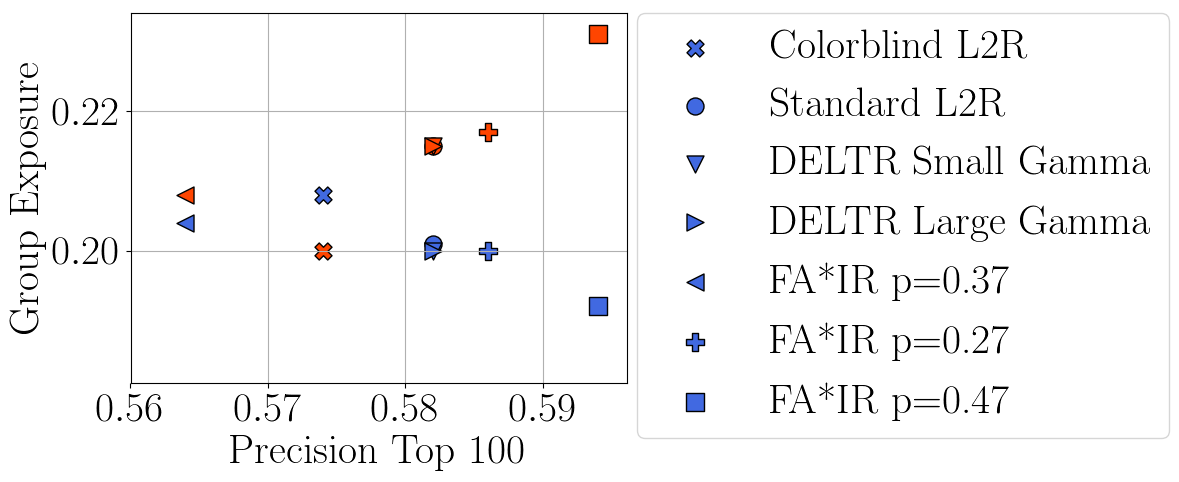 Group Exposure
0.22
0.20
0.56 0.57 0.58 0.59
Precision Top 100
Colorblind L2R
Standard L2R
DELTR Small Gamma
DELTR Large Gamma
FA*IR p=0.37
FA*IR p=0.27
FA*IR p=0.47